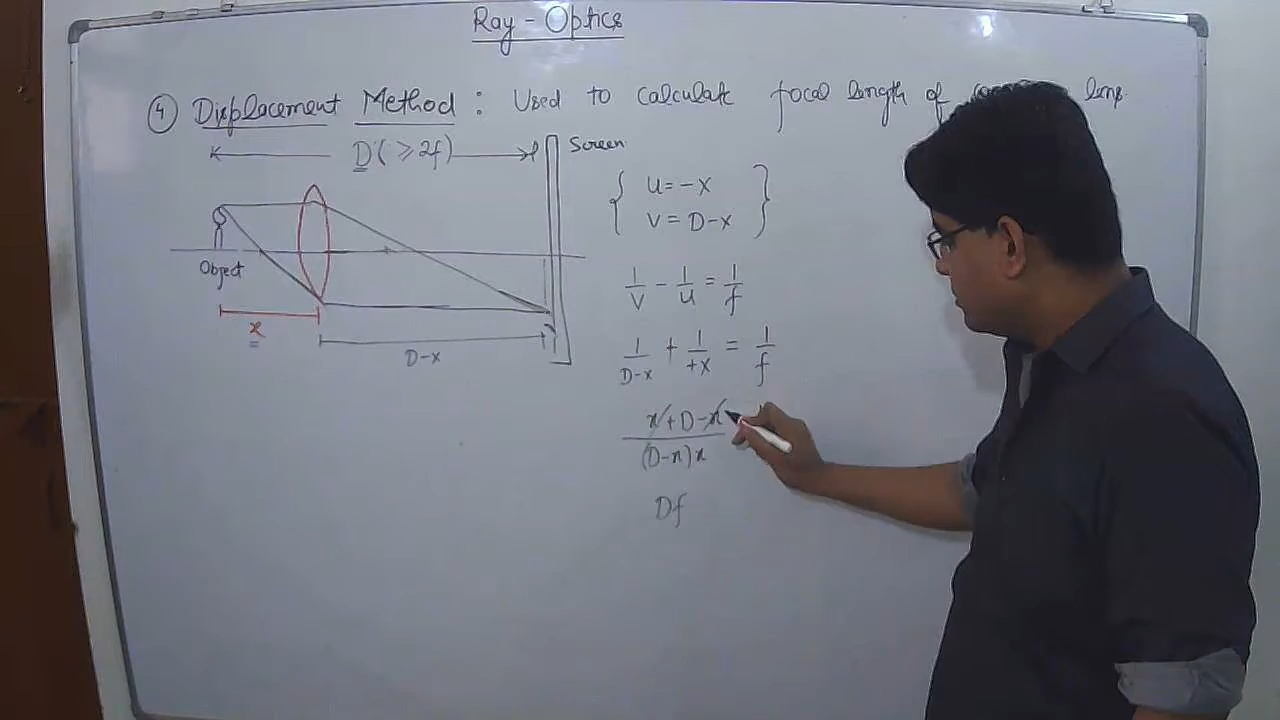 Ray - Optics
④ Displacement Method : Used to calculate focal length of lens
D (≥2f)
Screen
Object
x
D-x
u = -x
v = D-x
1/v - 1/u = 1/f
1/D-x + 1/+x = 1/f
x + D - x
(D-x)x
Df